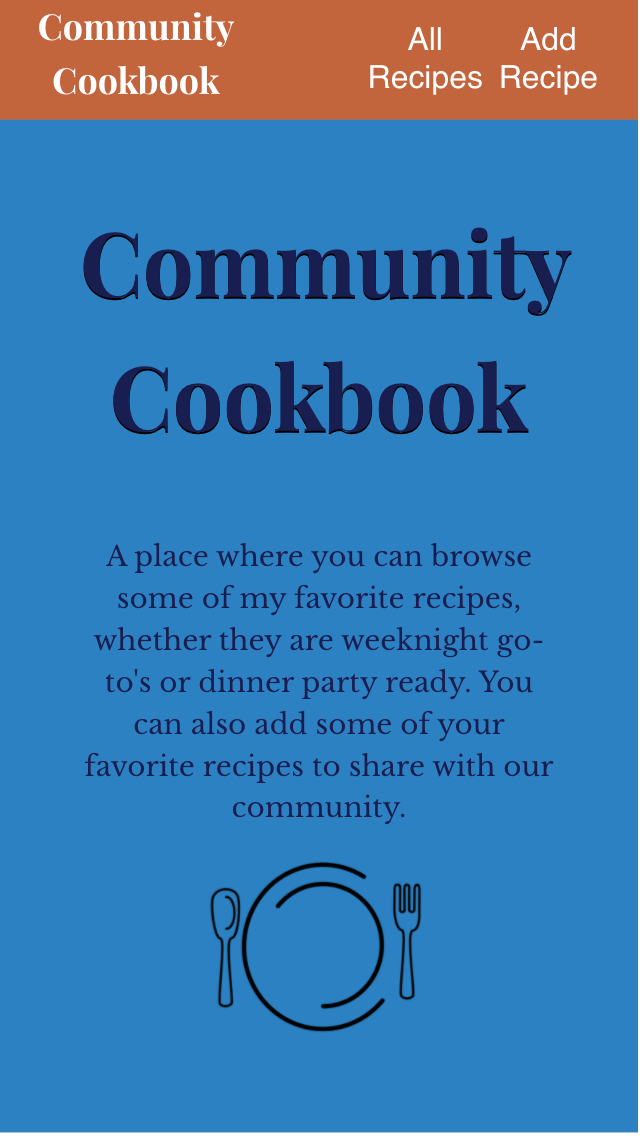 Community
Cookbook
All
Recipes
Add
Recipe
Community
Cookbook
A place where you can browse
some of my favorite recipes,
whether they are weeknight go-
to's or dinner party ready. You
can also add some of your
favorite recipes to share with our
community.